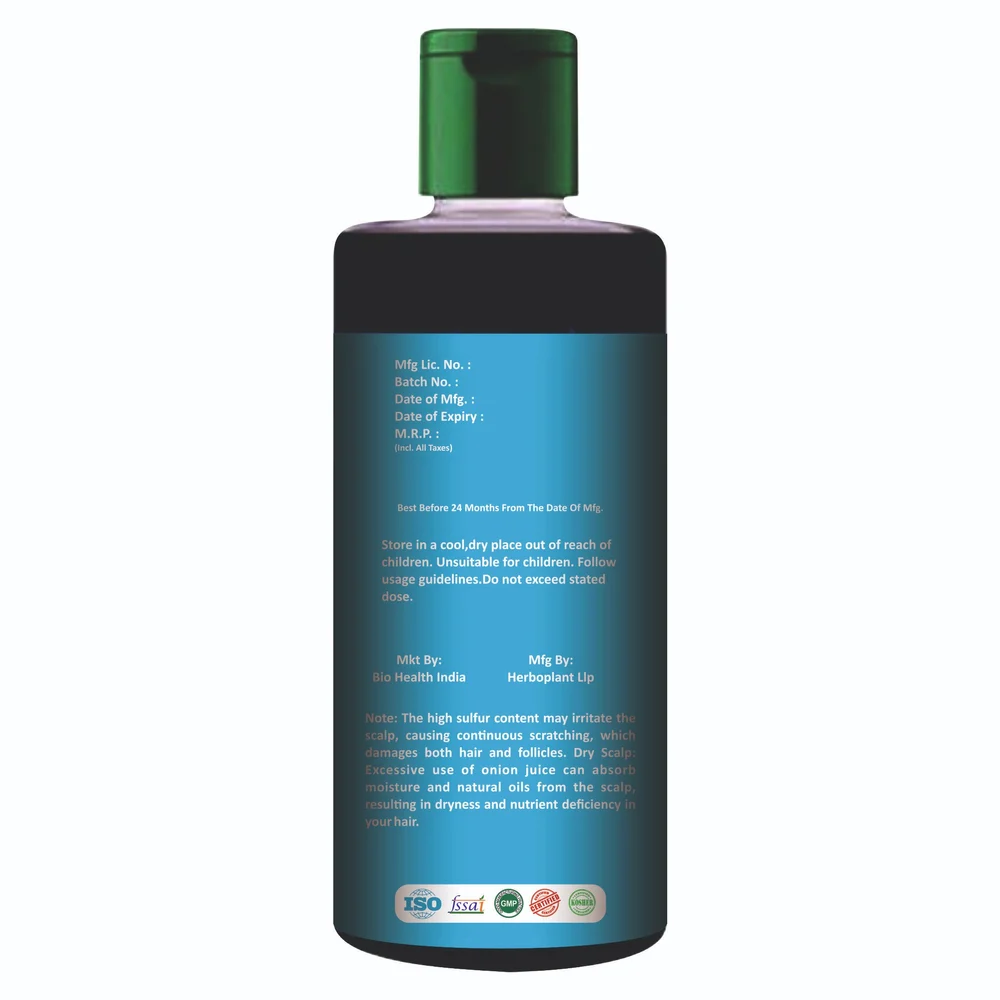 Mfg Lic. No. :
Batch No. :
Date of Mfg. :
Date of Expiry :
M.R.P. :
(Incl. All Taxes)
Best Before 24 Months From The Date Of Mfg.
Store in a cool,dry place out of reach of
children. Unsuitable for children. Follow
usage guidelines.Do not exceed stated
dose.
Mkt By:
Bio Health India
Mfg By:
Herboplant Llp
Note: The high sulfur content may irritate the
scalp, causing continuous scratching, which
damages both hair and follicles. Dry Scalp:
Excessive use of onion juice can absorb
moisture and natural oils from the scalp,
resulting in dryness and nutrient deficiency in
your hair.
ISO
fssai
GMP
CERTIFIED
KOSHER